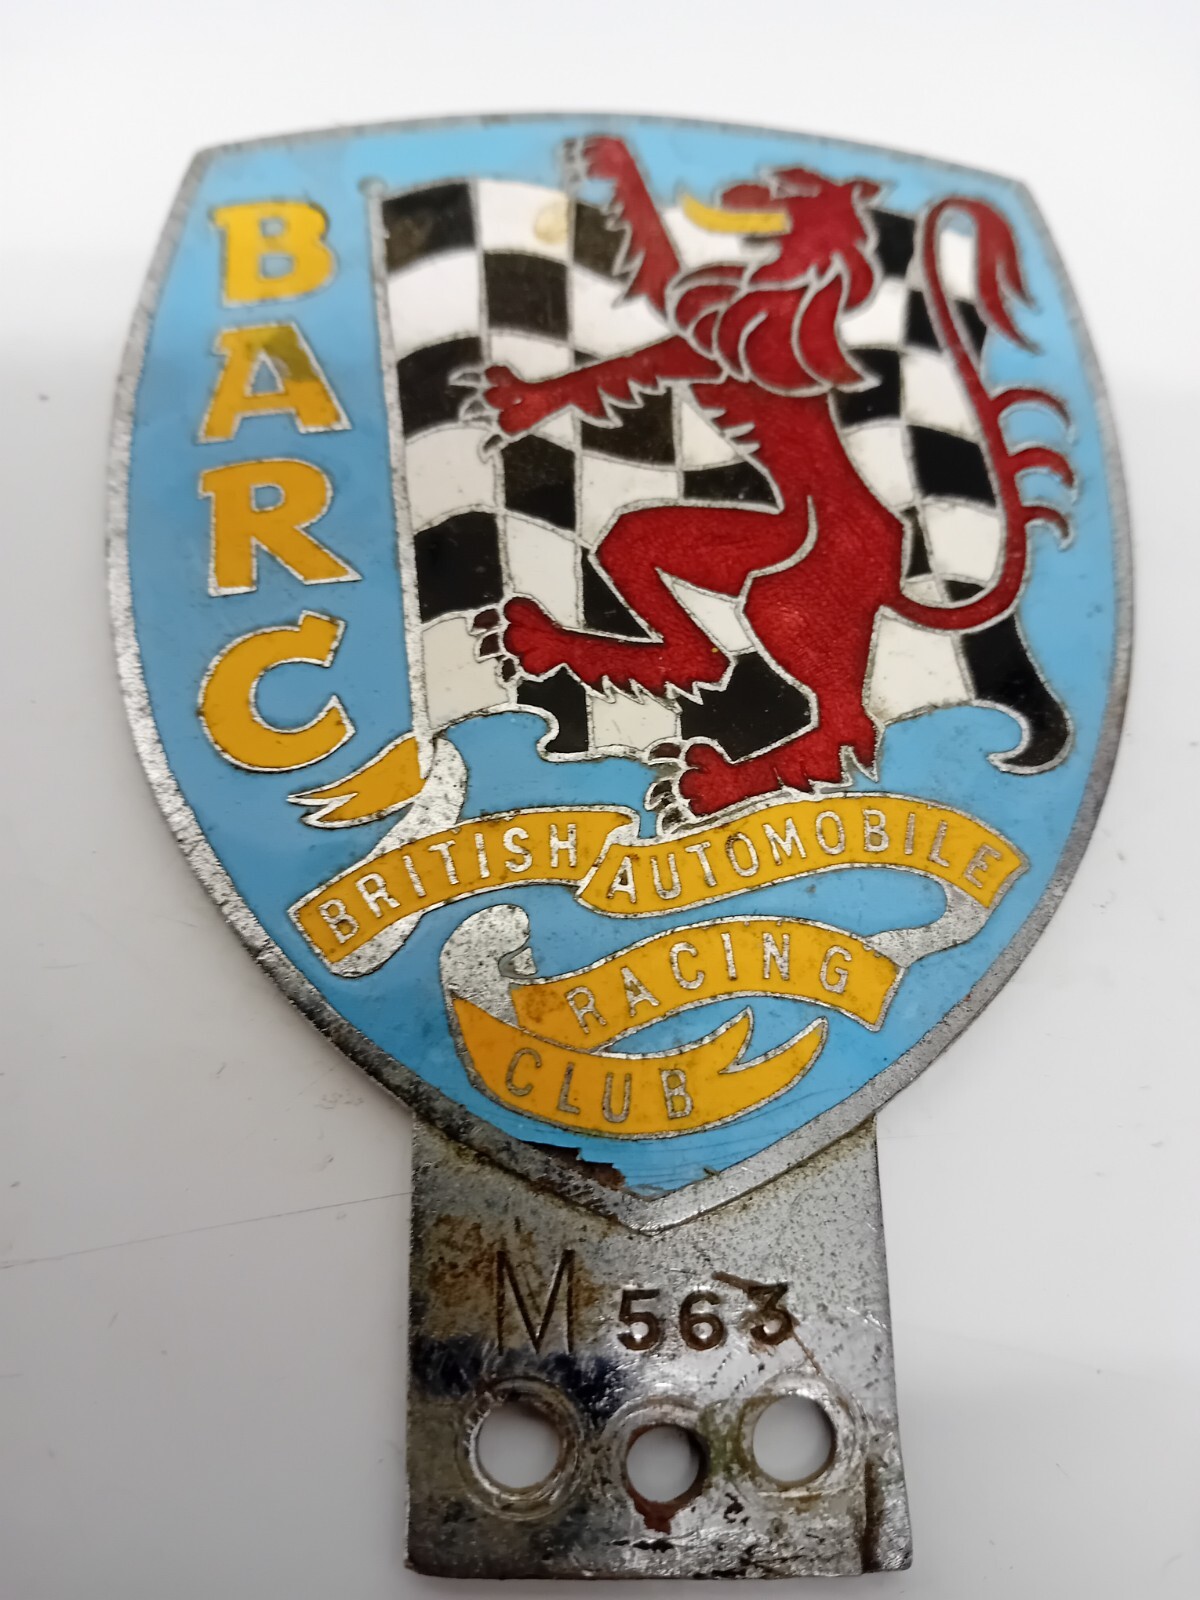 BARC
BRITISH AUTOMOBILE
RACING
CLUB
M 563